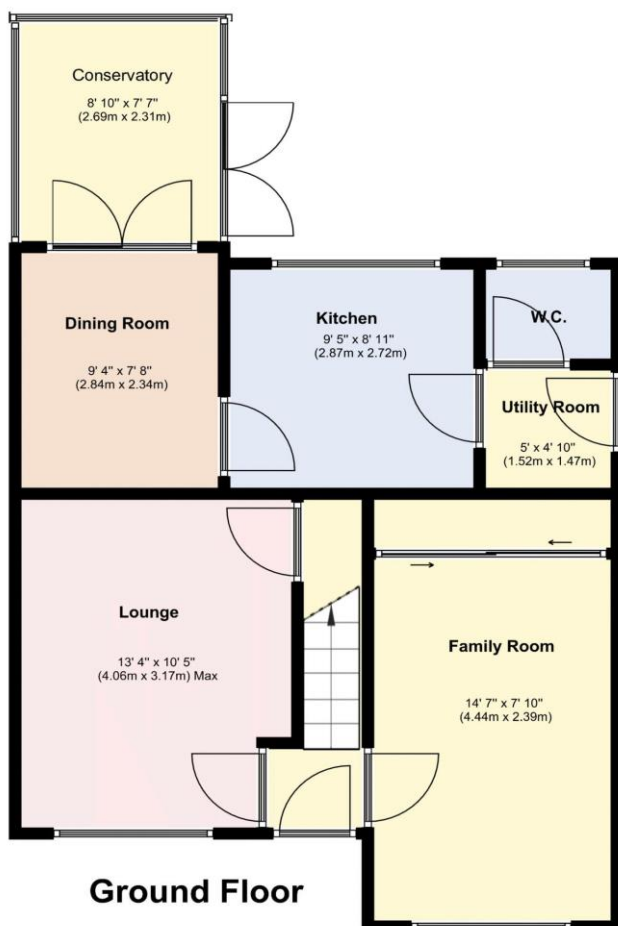 Conservatory
8' 10" x 7' 7"
(2.69m x 2.31m)
Dining Room
9' 4" x 7' 8"
(2.84m x 2.34m)
Kitchen
9' 5" x 8' 11"
(2.87m x 2.72m)
W.C.
Utility Room
5' x 4' 10"
(1.52m x 1.47m)
Lounge
13' 4" x 10' 5"
(4.06m x 3.17m) Max
Family Room
14' 7" x 7' 10"
(4.44m x 2.39m)
Ground Floor